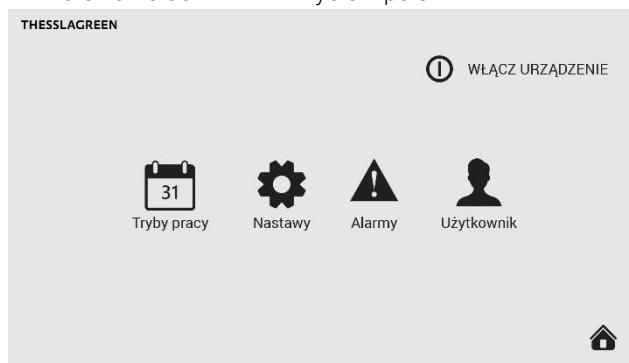 THESSLAGREEN
WŁĄCZ URZĄDZENIE
31
Tryby pracy
Nastawy
Alarmy
Użytkownik